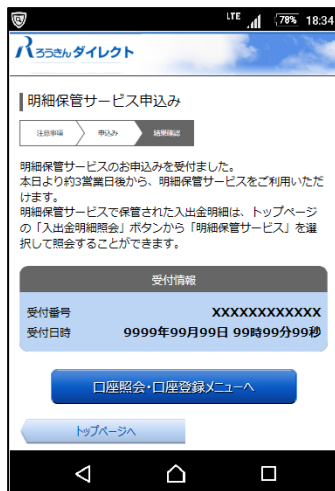 LTE 78% 18:34
ろうきんダイレクト
明細保管サービス申込み
注意事項 申込み 結果確認
明細保管サービスのお申込みを受付ました。
本日より約3営業日後から、明細保管サービスをご利用いただ
けます。
明細保管サービスで保管された入出金明細は、トップページ
の「入出金明細照会」ボタンから「明細保管サービス」を選
択して照会することができます。
受付情報
受付番号 XXXXXXXXXXXX
受付日時 9999年99月99日 99時99分99秒
口座照会・口座登録メニューへ
トップページへ